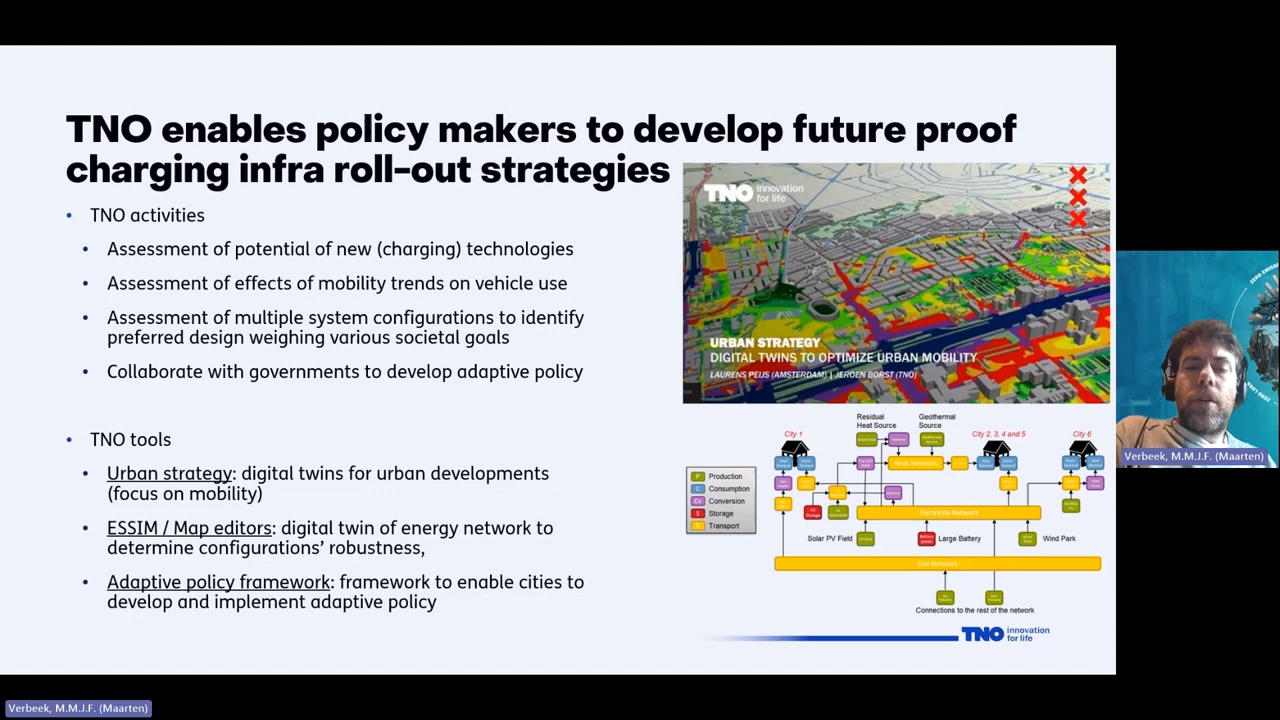 TNO enables policy makers to develop future proof
charging infra roll-out strategies
• TNO activities
• Assessment of potential of new (charging) technologies
• Assessment of effects of mobility trends on vehicle use
• Assessment of multiple system configurations to identify
preferred design weighing various societal goals
• Collaborate with governments to develop adaptive policy
• TNO tools
• Urban strategy: digital twins for urban developments
(focus on mobility)
• ESSIM / Map editors: digital twin of energy network to
determine configurations' robustness,
• Adaptive policy framework: framework to enable cities to
develop and implement adaptive policy
TNO innovation
for life
URBAN STRATEGY
DIGITAL TWINS TO OPTIMIZE URBAN MOBILITY
LAURENS PEIJS (AMSTERDAM) | JEROEN BORST (TNO)
Residual
Heat Source
Geothermal
Source
City 1
City 2, 3, 4 and 5
City 6
P Production
C Consumption
Cv Conversion
S Storage
T Transport
Heat Network
Electricity Network
Solar PV Field
Large Battery
Wind Park
Gas Network
Connections to the rest of the network
TNO innovation
for life
Verbeek, M.M.J.F. (Maarten)
Verbeek, M.M.J.F. (Maarten)